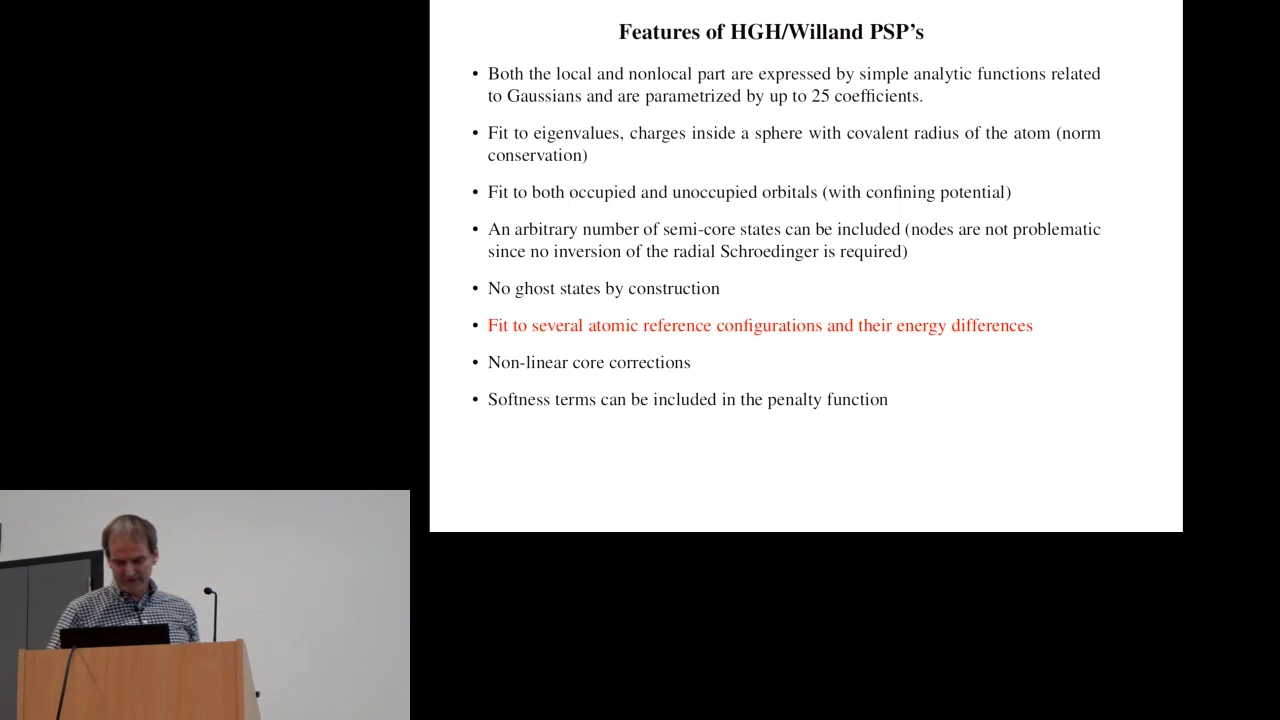 Features of HGH/Willand PSP's
• Both the local and nonlocal part are expressed by simple analytic functions related
to Gaussians and are parametrized by up to 25 coefficients.
• Fit to eigenvalues, charges inside a sphere with covalent radius of the atom (norm
conservation)
• Fit to both occupied and unoccupied orbitals (with confining potential)
• An arbitrary number of semi-core states can be included (nodes are not problematic
since no inversion of the radial Schroedinger is required)
• No ghost states by construction
• Fit to several atomic reference configurations and their energy differences
• Non-linear core corrections
• Softness terms can be included in the penalty function